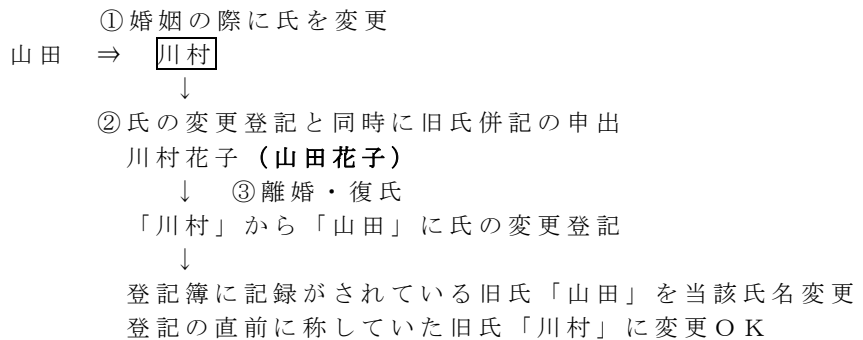 ①婚姻の際に氏を変更
山田 ⇒ 川村
↓
②氏の変更登記と同時に旧氏併記の申出
川村花子（山田花子）
↓ ③離婚・復氏
「川村」から「山田」に氏の変更登記
↓
登記簿に記録がされている旧氏「山田」を当該氏名変更
登記の直前に称していた旧氏「川村」に変更ＯＫ